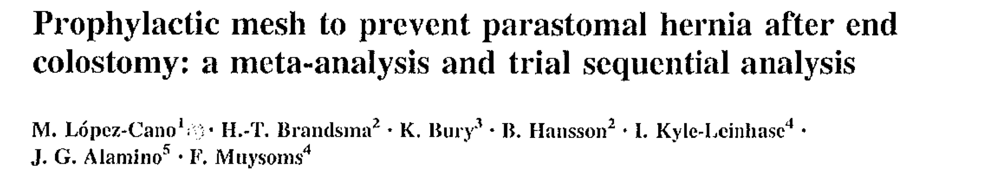 Prophylactic mesh to prevent parastomal hernia after end
colostomy: a meta-analysis and trial sequential analysis
M. López-Cano¹ · H.-T. Brandsma² · K. Bury³ · B. Hansson² · I. Kyle-Leinhase⁴ ·
J. G. Alamino⁵ · F. Muysoms⁴